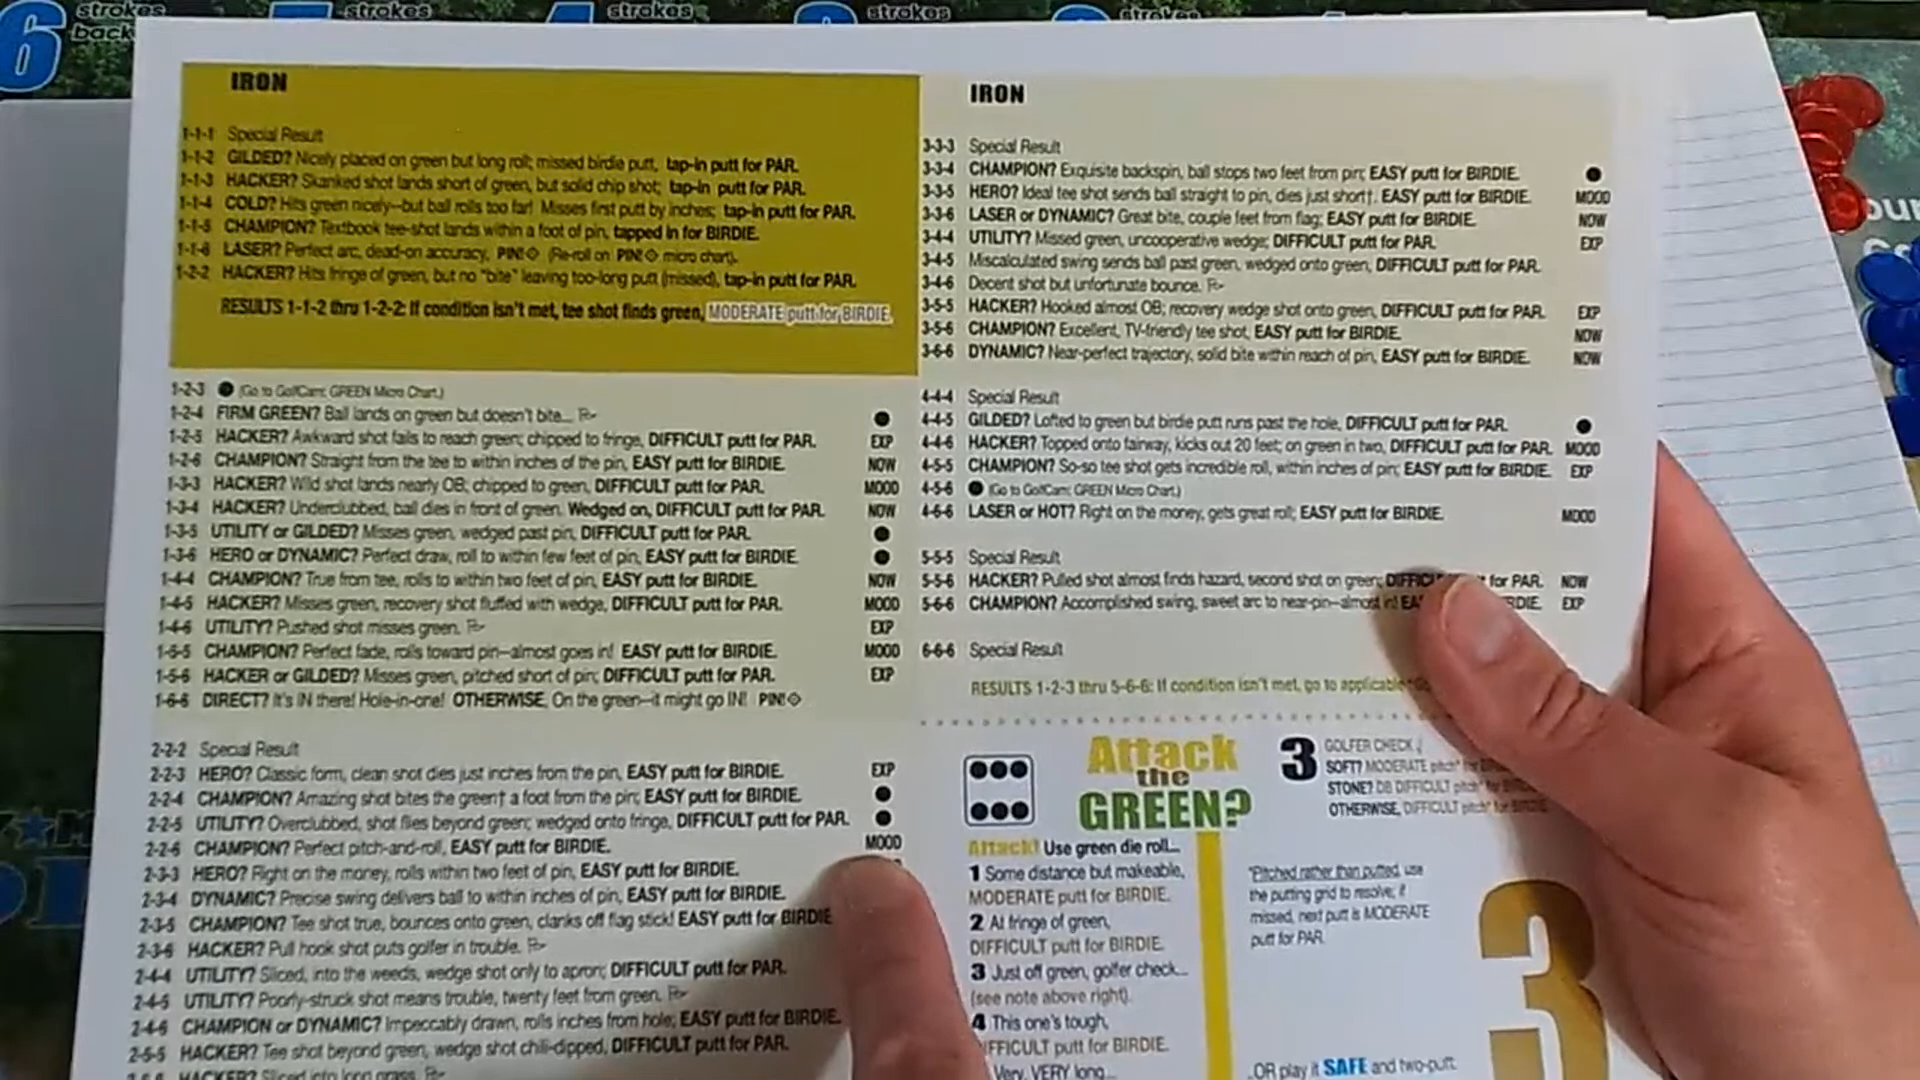 6 strokes
back
strokes
strokes
strokes
strokes
IRON
1-1-1 Special Result
1-1-2 GILDED? Nicely placed on green but long roll; missed birdie putt, tap-in putt for PAR.
1-1-3 HACKER? Skanked shot lands short of green, but solid chip shot; tap-in putt for PAR.
1-1-4 COLD? Hits green nicely--but ball rolls too far! Misses first putt by inches; tap-in putt for PAR.
1-1-5 CHAMPION? Textbook tee-shot lands within a foot of pin, tapped in for BIRDIE.
1-1-6 LASER? Perfect arc, dead-on accuracy, PIN!◇ (Re-roll on PIN!◇ micro chart).
1-2-2 HACKER? Hits fringe of green, but no "bite" leaving too-long putt (missed), tap-in putt for PAR.
RESULTS 1-1-2 thru 1-2-2: If condition isn't met, tee shot finds green, MODERATE putt for BIRDIE.
1-2-3 ● (Go to GolfCam: GREEN Micro Chart.)
1-2-4 FIRM GREEN? Ball lands on green but doesn't bite... ●
1-2-5 HACKER? Awkward shot fails to reach green; chipped to fringe, DIFFICULT putt for PAR. EXP
1-2-6 CHAMPION? Straight from the tee to within inches of the pin, EASY putt for BIRDIE. NOW
1-3-3 HACKER? Wild shot lands nearly OB; chipped to green, DIFFICULT putt for PAR. MOOD
1-3-4 HACKER? Underclubbed, ball dies in front of green. Wedged on, DIFFICULT putt for PAR. NOW
1-3-5 UTILITY or GILDED? Misses green, wedged past pin, DIFFICULT putt for PAR. ●
1-3-6 HERO or DYNAMIC? Perfect draw, roll to within few feet of pin, EASY putt for BIRDIE. ●
1-4-4 CHAMPION? True from tee, rolls to within two feet of pin, EASY putt for BIRDIE. NOW
1-4-5 HACKER? Misses green, recovery shot fluffed with wedge, DIFFICULT putt for PAR. MOOD
1-4-6 UTILITY? Pushed shot misses green. EXP
1-5-5 CHAMPION? Perfect fade, rolls toward pin--almost goes in! EASY putt for BIRDIE. MOOD
1-5-6 HACKER or GILDED? Misses green, pitched short of pin; DIFFICULT putt for PAR. EXP
1-6-6 DIRECT? It's IN there! Hole-in-one! OTHERWISE, On the green--it might go IN! PIN!◇
2-2-2 Special Result
2-2-3 HERO? Classic form, clean shot dies just inches from the pin, EASY putt for BIRDIE. EXP
2-2-4 CHAMPION? Amazing shot bites the green† a foot from the pin; EASY putt for BIRDIE. ●
2-2-5 UTILITY? Overclubbed, shot flies beyond green; wedged onto fringe, DIFFICULT putt for PAR. ●
2-2-6 CHAMPION? Perfect pitch-and-roll, EASY putt for BIRDIE. MOOD
2-3-3 HERO? Right on the money, rolls within two feet of pin, EASY putt for BIRDIE.
2-3-4 DYNAMIC? Precise swing delivers ball to within inches of pin, EASY putt for BIRDIE.
2-3-5 CHAMPION? Tee shot true, bounces onto green, clanks off flag stick! EASY putt for BIRDIE
2-3-6 HACKER? Pull hook shot puts golfer in trouble.
2-4-4 UTILITY? Sliced, into the weeds, wedge shot only to apron; DIFFICULT putt for PAR.
2-4-5 UTILITY? Poorly-struck shot means trouble, twenty feet from green.
2-4-6 CHAMPION or DYNAMIC? Impeccably drawn, rolls inches from hole; EASY putt for BIRDIE.
2-5-5 HACKER? Tee shot beyond green, wedge shot chili-dipped, DIFFICULT putt for PAR.
HACKER? Sliced into long grass.
IRON
3-3-3 Special Result
3-3-4 CHAMPION? Exquisite backspin, ball stops two feet from pin; EASY putt for BIRDIE. ●
3-3-5 HERO? Ideal tee shot sends ball straight to pin, dies just short†. EASY putt for BIRDIE. MOOD
3-3-6 LASER or DYNAMIC? Great bite, couple feet from flag; EASY putt for BIRDIE. NOW
3-4-4 UTILITY? Missed green, uncooperative wedge; DIFFICULT putt for PAR. EXP
3-4-5 Miscalculated swing sends ball past green, wedged onto green, DIFFICULT putt for PAR.
3-4-6 Decent shot but unfortunate bounce.
3-5-5 HACKER? Hooked almost OB; recovery wedge shot onto green, DIFFICULT putt for PAR. EXP
3-5-6 CHAMPION? Excellent, TV-friendly tee shot, EASY putt for BIRDIE. NOW
3-6-6 DYNAMIC? Near-perfect trajectory, solid bite within reach of pin, EASY putt for BIRDIE. NOW
4-4-4 Special Result
4-4-5 GILDED? Lofted to green but birdie putt runs past the hole, DIFFICULT putt for PAR. ●
4-4-6 HACKER? Topped onto fairway, kicks out 20 feet; on green in two, DIFFICULT putt for PAR. MOOD
4-5-5 CHAMPION? So-so tee shot gets incredible roll, within inches of pin; EASY putt for BIRDIE. EXP
4-5-6 ● (Go to GolfCam: GREEN Micro Chart.)
4-6-6 LASER or HOT? Right on the money, gets great roll; EASY putt for BIRDIE. MOOD
5-5-5 Special Result
5-5-6 HACKER? Pulled shot almost finds hazard, second shot on green; for PAR. NOW
5-6-6 CHAMPION? Accomplished swing, sweet arc to near-pin--almost in! EXP
6-6-6 Special Result
RESULTS 1-2-3 thru 5-6-6: If condition isn't met, go to applicable
Attack
the
GREEN?
3 GOLFER CHECK
SOFT? MODERATE pitch* for
STONE? DB DIFFICULT pitch*
OTHERWISE, DIFFICULT pitch* for BIRDIE
Attack! Use green die roll...
1 Some distance but makeable,
MODERATE putt for BIRDIE.
2 At fringe of green,
DIFFICULT putt for BIRDIE.
3 Just off green, golfer check...
(see note above right).
4 This one's tough,
putt for BIRDIE.
Very, VERY long...
*Pitched rather than putted, use
the putting grid to resolve; if
missed, next putt is MODERATE
putt for PAR.
3
..OR play it SAFE and two-putt